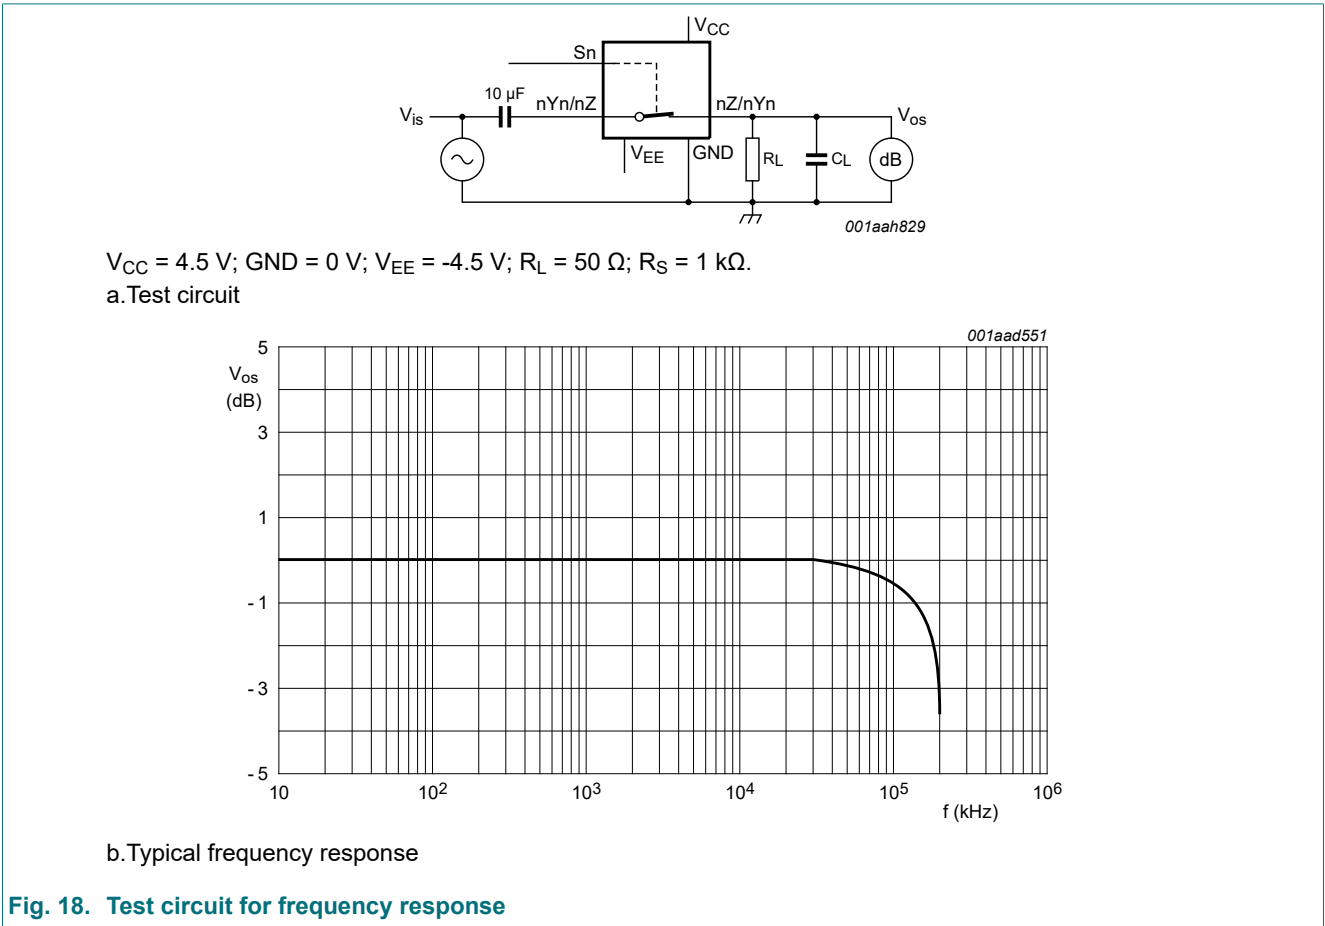 VCC
Sn
10 µF
nYn/nZ
nZ/nYn
Vis
Vos
VEE
GND
RL
CL
dB
001aah829
VCC = 4.5 V; GND = 0 V; VEE = -4.5 V; RL = 50 Ω; RS = 1 kΩ.
a.Test circuit
001aad551
5
Vos
(dB)
3
1
- 1
- 3
- 5
10
10²
10³
10⁴
10⁵
10⁶
f (kHz)
b.Typical frequency response
Fig. 18. Test circuit for frequency response